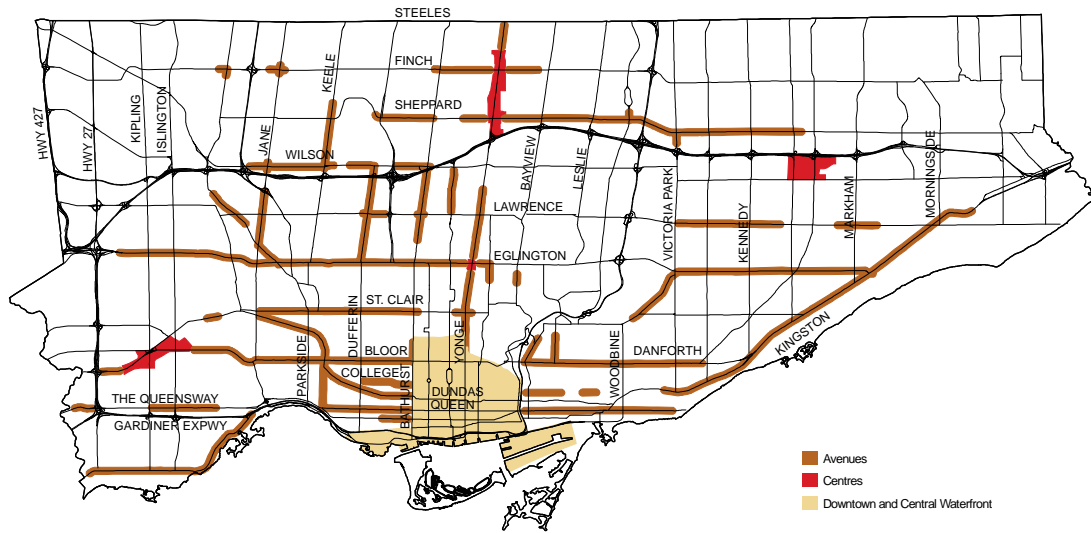 STEELES
FINCH
KEELE
SHEPPARD
HWY 427
HWY 27
KIPLING
ISLINGTON
JANE
WILSON
BAYVIEW
LESLIE
VICTORIA PARK
KENNEDY
MARKHAM
MORNINGSIDE
LAWRENCE
EGLINGTON
ST. CLAIR
DUFFERIN
PARKSIDE
BLOOR
YONGE
COLLEGE
BATHURST
DUNDAS
QUEEN
WOODBINE
DANFORTH
KINGSTON
THE QUEENSWAY
GARDINER EXPWY
Avenues
Centres
Downtown and Central Waterfront